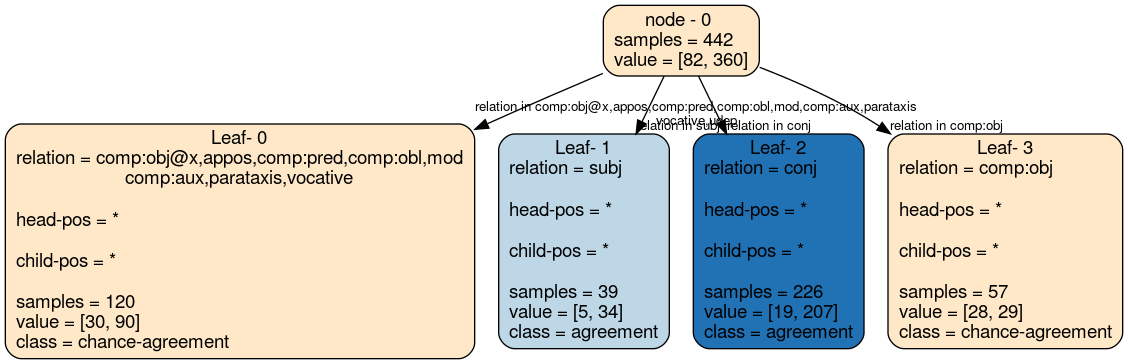 node - 0
samples = 442
value = [82, 360]
relation in comp:obj@x,appos,comp:pred,comp:obl,mod,comp:aux,parataxis
vocative,udep
relation in subj
relation in conj
relation in comp:obj
Leaf- 0
relation = comp:obj@x,appos,comp:pred,comp:obl,mod
comp:aux,parataxis,vocative
head-pos = *
child-pos = *
samples = 120
value = [30, 90]
class = chance-agreement
Leaf- 1
relation = subj
head-pos = *
child-pos = *
samples = 39
value = [5, 34]
class = agreement
Leaf- 2
relation = conj
head-pos = *
child-pos = *
samples = 226
value = [19, 207]
class = agreement
Leaf- 3
relation = comp:obj
head-pos = *
child-pos = *
samples = 57
value = [28, 29]
class = chance-agreement